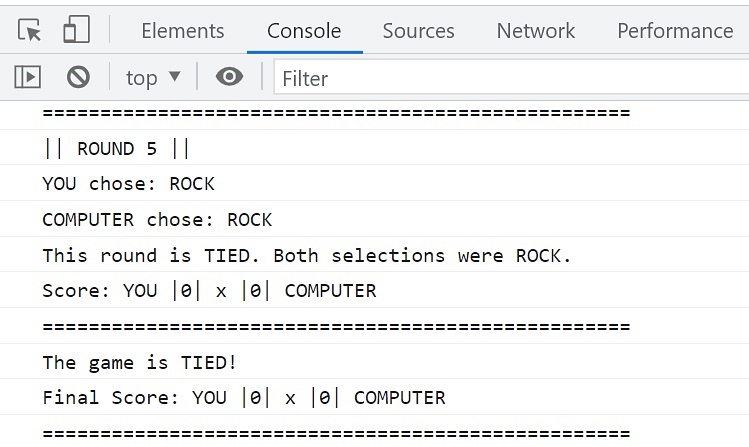 Elements Console Sources Network Performance
top ▼ Filter
===================================================
|| ROUND 5 ||
YOU chose: ROCK
COMPUTER chose: ROCK
This round is TIED. Both selections were ROCK.
Score: YOU |0| x |0| COMPUTER
===================================================
The game is TIED!
Final Score: YOU |0| x |0| COMPUTER
===================================================